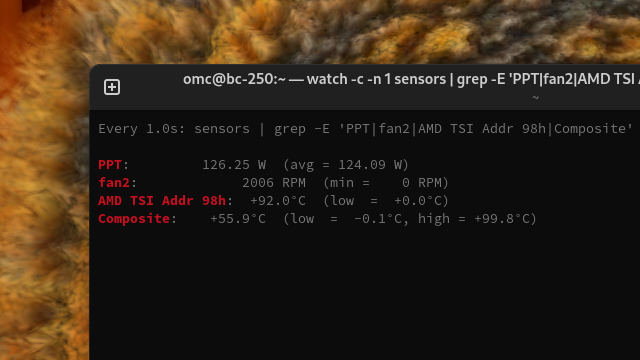 omc@bc-250:~ — watch -c -n 1 sensors | grep -E 'PPT|fan2|AMD TSI
~
Every 1.0s: sensors | grep -E 'PPT|fan2|AMD TSI Addr 98h|Composite'
PPT: 126.25 W (avg = 124.09 W)
fan2: 2006 RPM (min = 0 RPM)
AMD TSI Addr 98h: +92.0°C (low = +0.0°C)
Composite: +55.9°C (low = -0.1°C, high = +99.8°C)